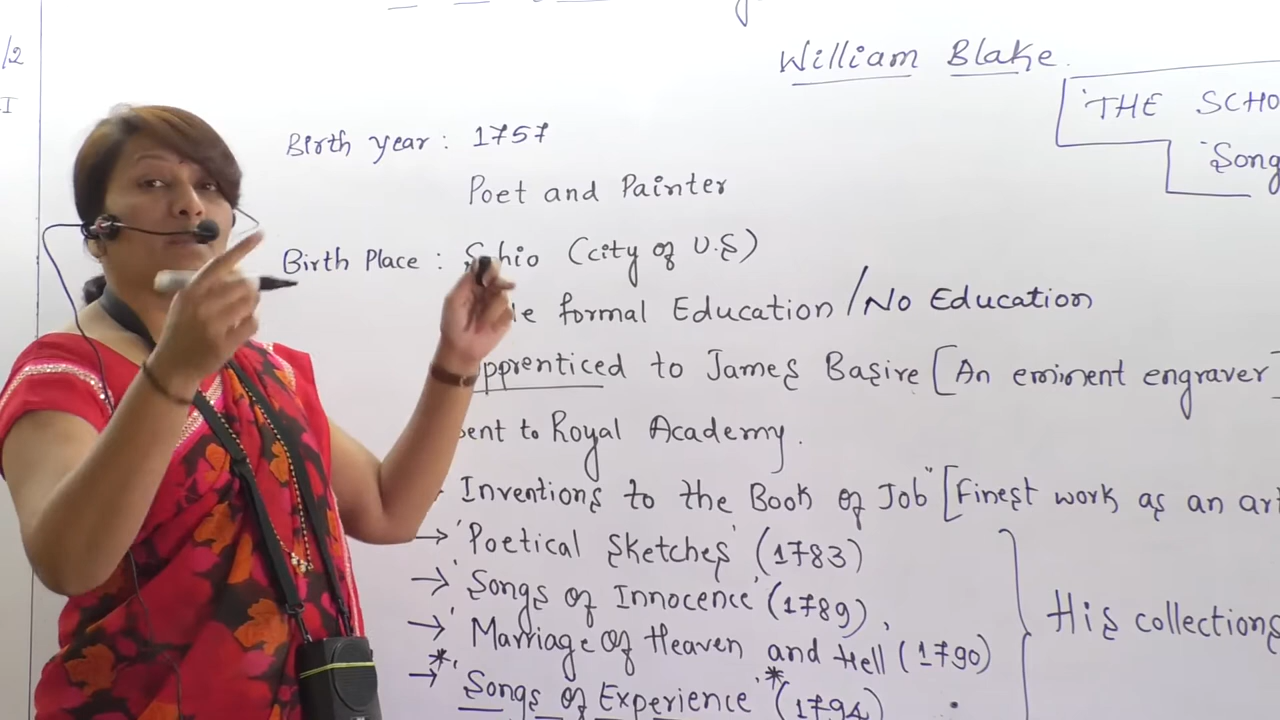 /2
I
William Blake.
'THE SCHO
'Song
Birth year : 1757
Poet and Painter
Birth Place : (city of U.S)
formal Education / No Education
pprenticed to James Basire [An eminent engraver]
sent to Royal Academy.
Inventions to the Book of Job" [Finest work as an art
→ 'Poetical Sketches' (1783)
→ 'Songs of Innocence' (1789),
→ 'Marriage of Heaven and Hell (1790)
→ *'Songs of Experience'* (1794)
His collections